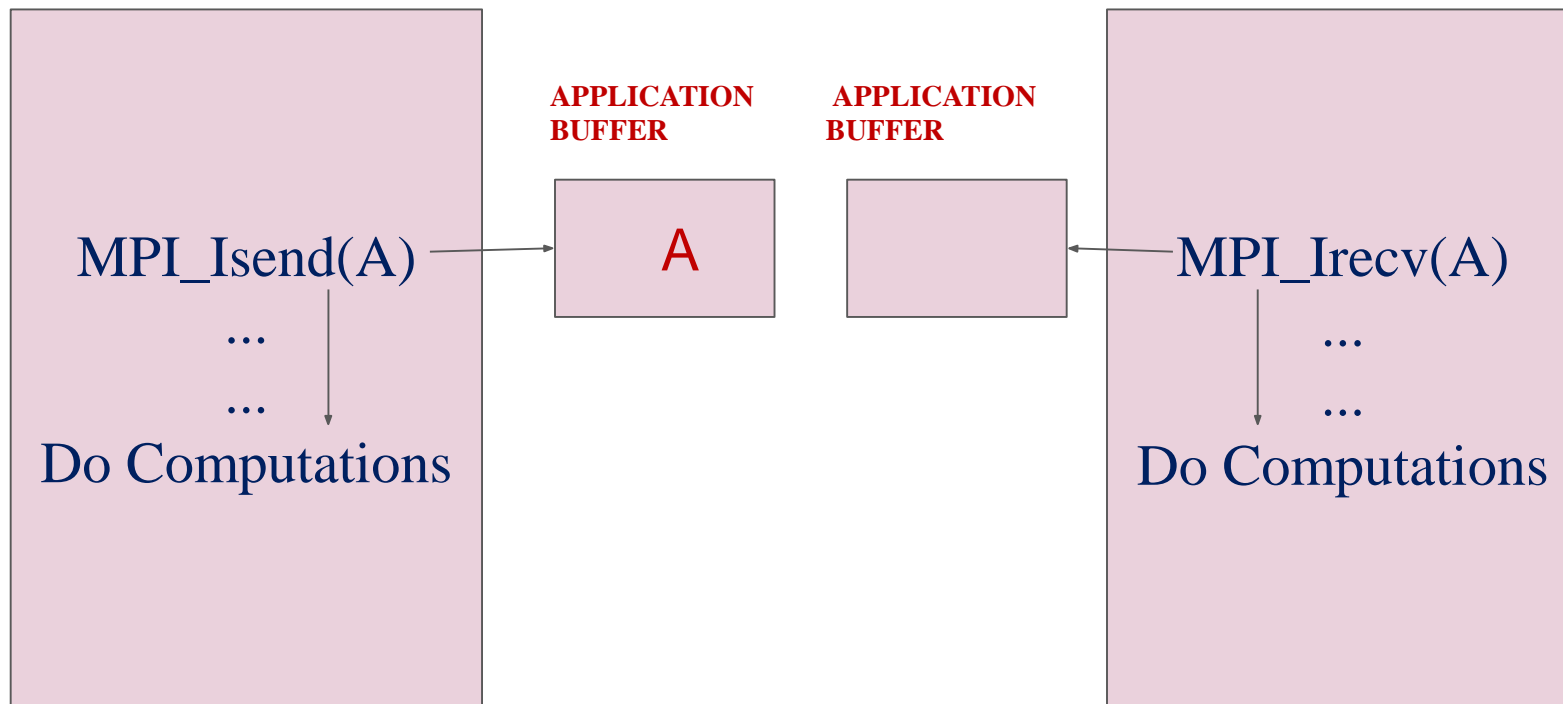 APPLICATION
BUFFER
APPLICATION
BUFFER
MPI_Isend(A)
...
...
Do Computations
A
MPI_Irecv(A)
...
...
Do Computations